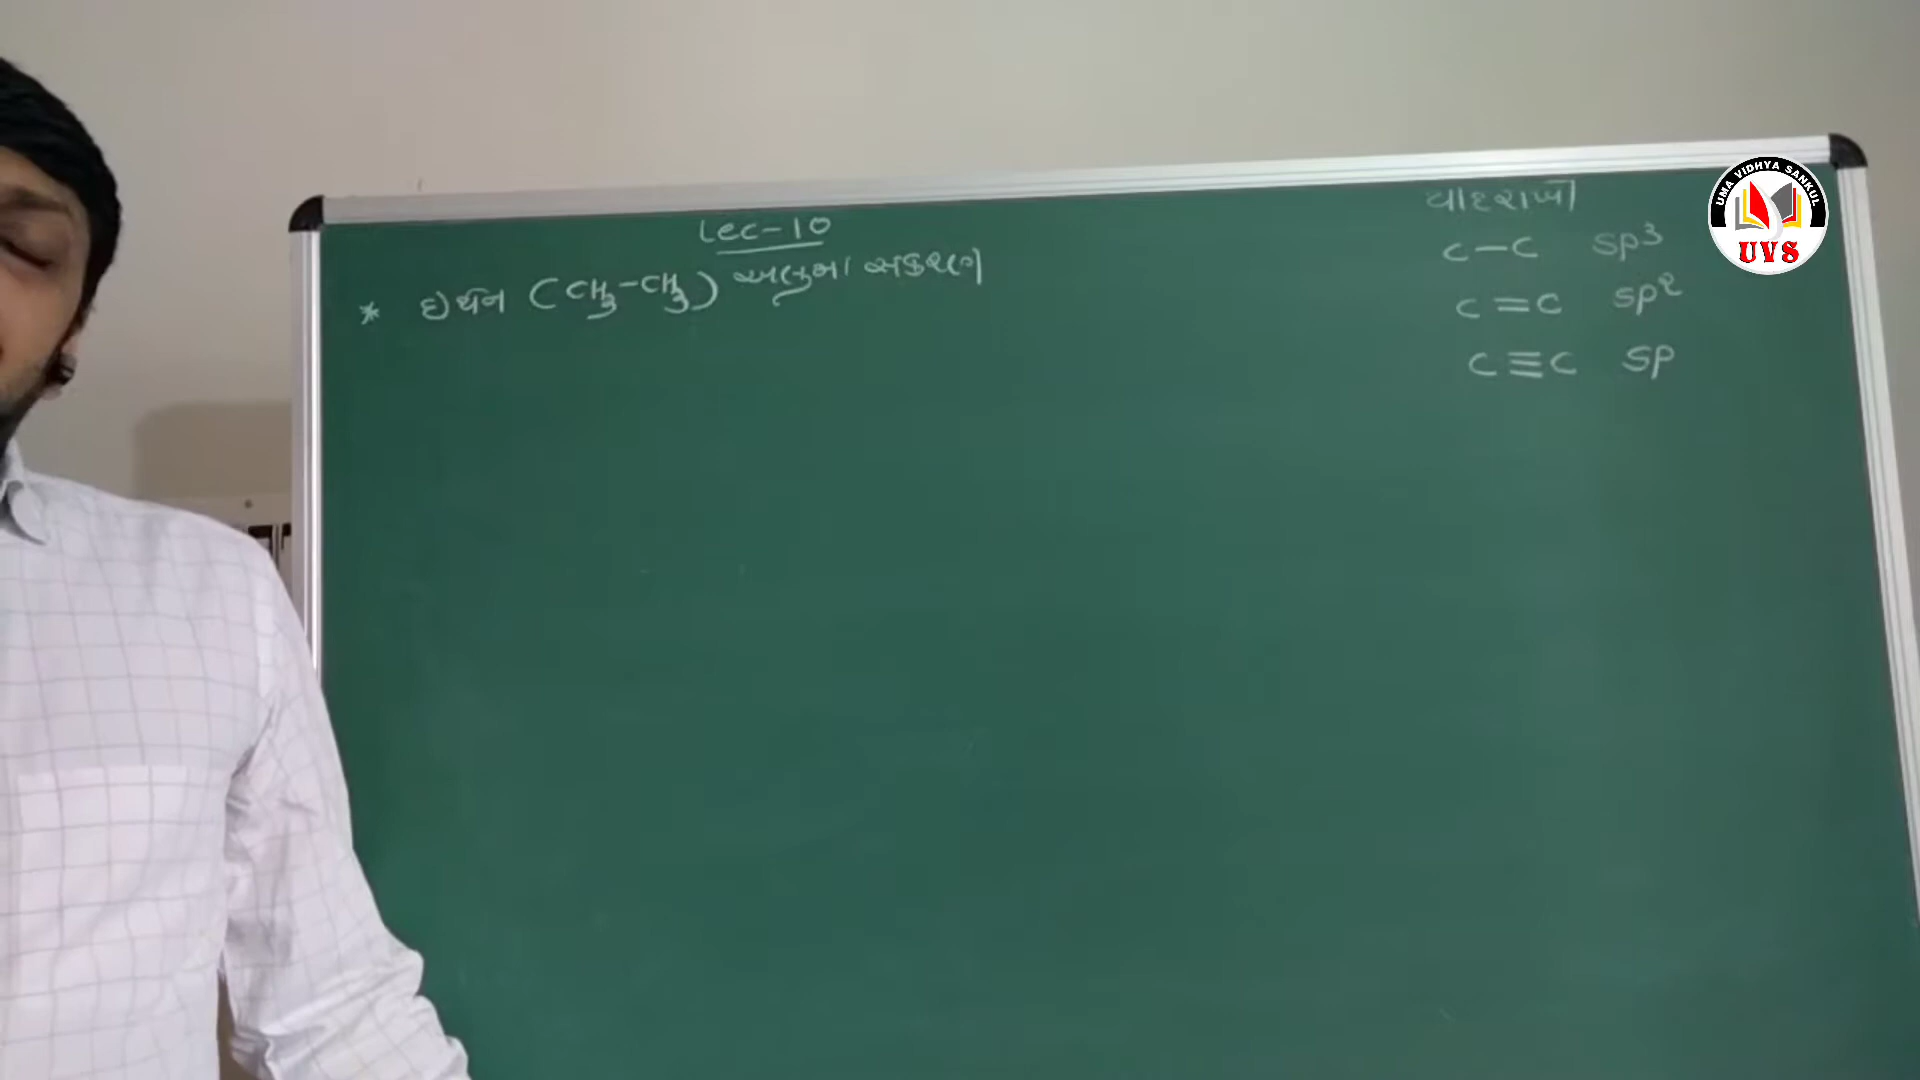 Lec-10
* ઇથેન (CH3-CH3) અણુમાં સંકરણ
યાદ રાખો
C-C sp3
C=C sp2
C≡C sp
UMA VIDHYA SANKUL
UVS